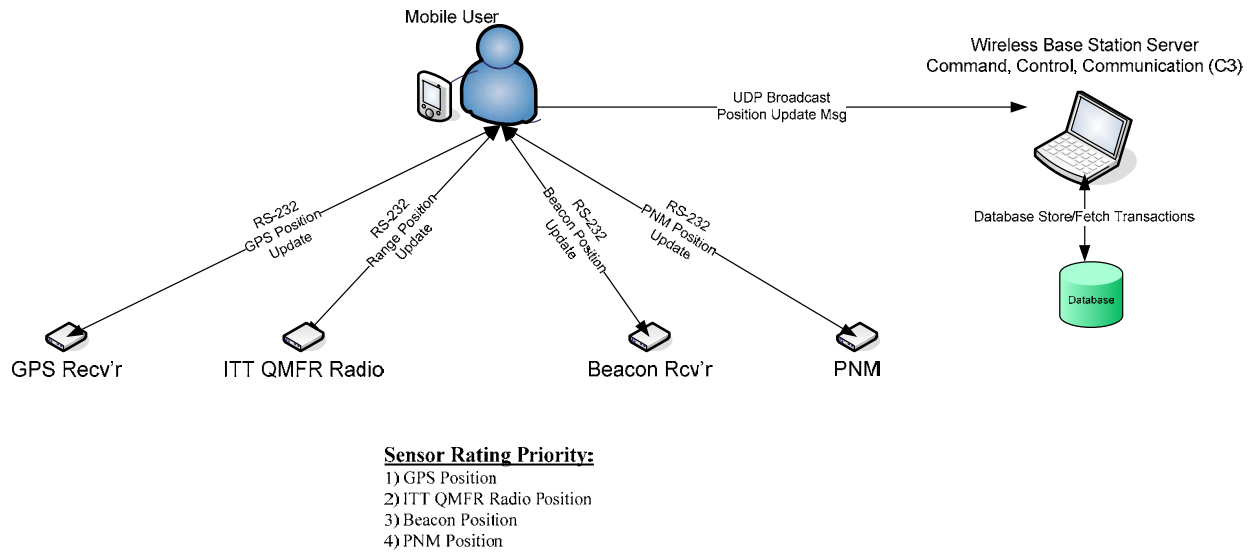 Mobile User
Wireless Base Station Server
Command, Control, Communication (C3)
UDP Broadcast
Position Update Msg
RS-232
GPS Position
Update
RS-232
Range Position
Update
RS-232
Beacon Position
Update
RS-232
PNM Position
Update
Database Store/Fetch Transactions
Database
GPS Recv'r
ITT QMFR Radio
Beacon Rcv'r
PNM
Sensor Rating Priority:
1) GPS Position
2) ITT QMFR Radio Position
3) Beacon Position
4) PNM Position